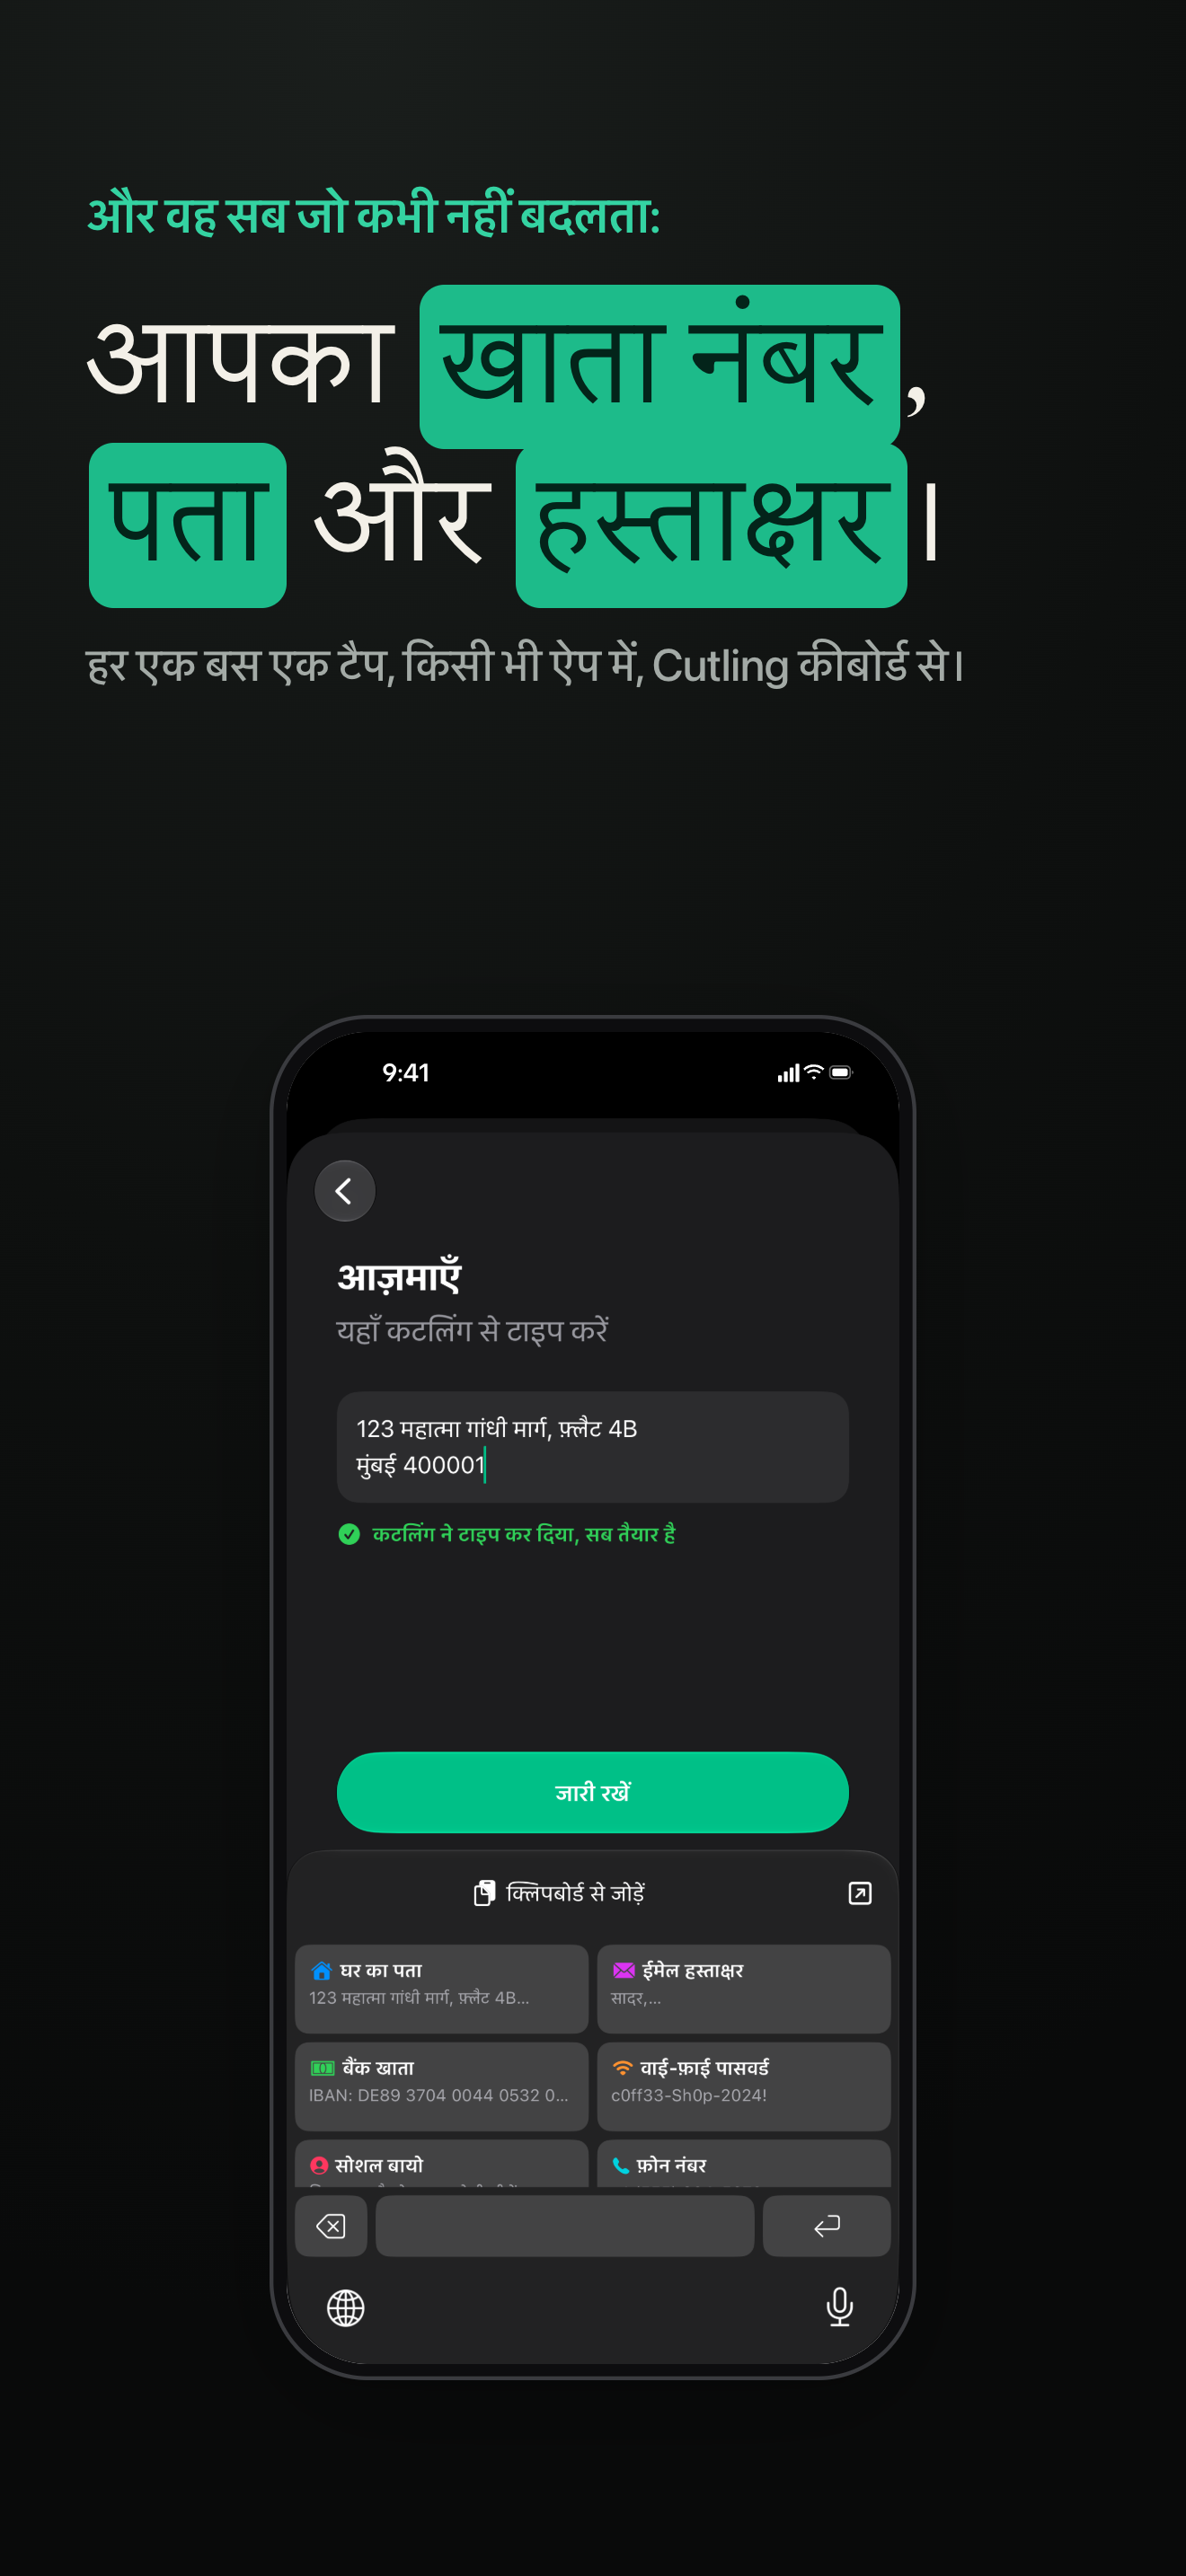 और वह सब जो कभी नहीं बदलता:
आपका खाता नंबर,
पता और हस्ताक्षर।
हर एक बस एक टैप, किसी भी ऐप में, Cutling कीबोर्ड से।
9:41
आज़माएँ
यहाँ कटलिंग से टाइप करें
123 महात्मा गांधी मार्ग, फ़्लैट 4B
मुंबई 400001
कटलिंग ने टाइप कर दिया, सब तैयार है
जारी रखें
क्लिपबोर्ड से जोड़ें
घर का पता
123 महात्मा गांधी मार्ग, फ़्लैट 4B...
ईमेल हस्ताक्षर
सादर,...
बैंक खाता
IBAN: DE89 3704 0044 0532 0...
वाई-फ़ाई पासवर्ड
c0ff33-Sh0p-2024!
सोशल बायो
फ़ोन नंबर